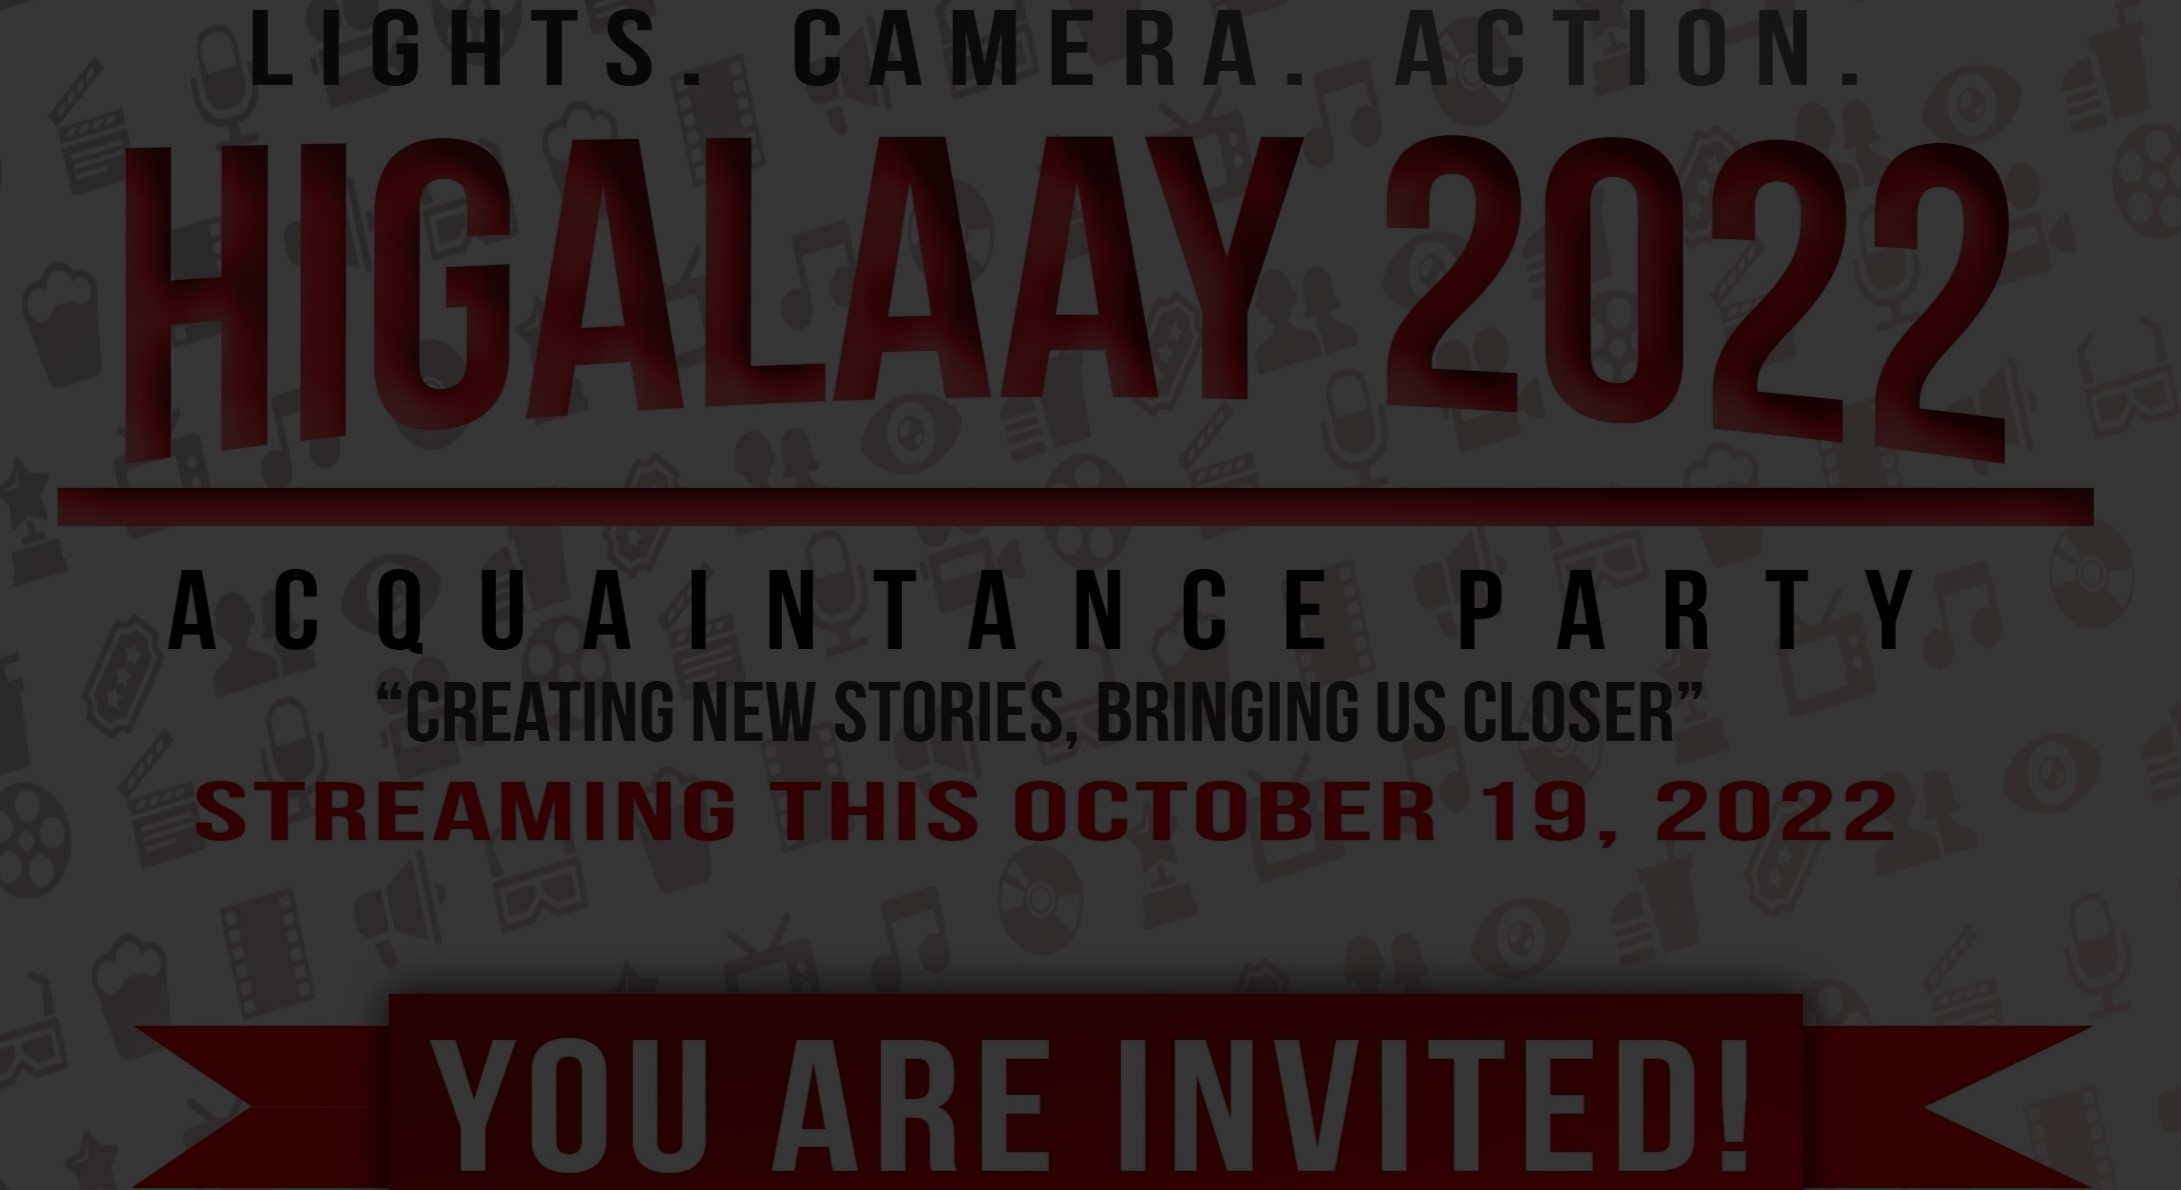 LIGHTS. CAMERA. ACTION.
HIGALAAY 2022
ACQUAINTANCE PARTY
“CREATING NEW STORIES, BRINGING US CLOSER”
STREAMING THIS OCTOBER 19, 2022
YOU ARE INVITED!